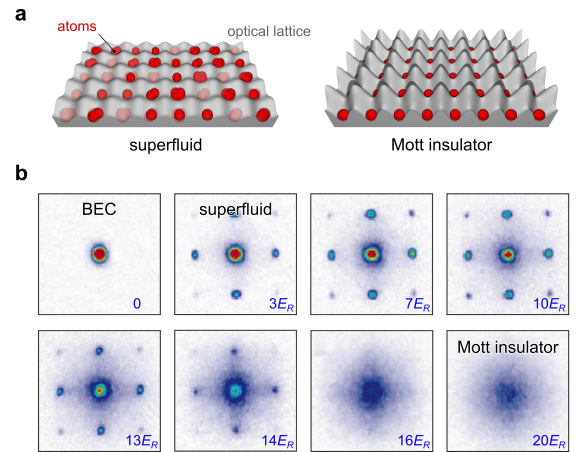 a
atoms
optical lattice
superfluid
Mott insulator
b
BEC
0
superfluid
3E_R
7E_R
10E_R
13E_R
14E_R
16E_R
Mott insulator
20E_R